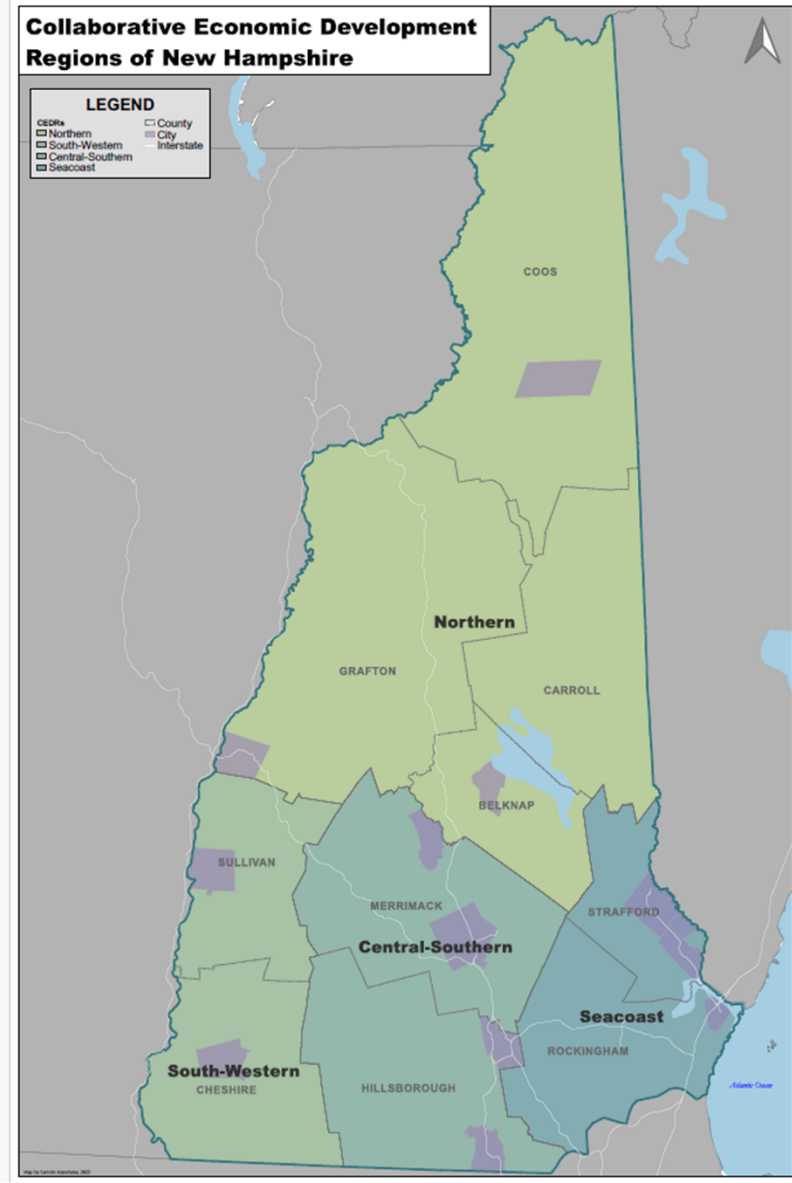 Collaborative Economic Development
Regions of New Hampshire
LEGEND
CEDRs
Northern
South-Western
Central-Southern
Seacoast
County
City
Interstate
COOS
Northern
GRAFTON
CARROLL
BELKNAP
SULLIVAN
MERRIMACK
STRAFFORD
Central-Southern
Seacoast
ROCKINGHAM
South-Western
CHESHIRE
HILLSBOROUGH
Atlantic Ocean